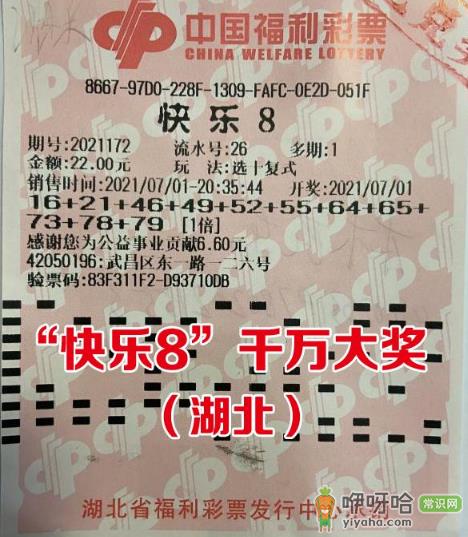 中国福利彩票
CHINA WELFARE LOTTERY
8667-97D0-228F-1309-FAFC-0E2D-051F
快乐8
期号:2021172 流水号:26 多期:1
金额:22.00元 玩 法:选十复式
销售时间:2021/07/01-20:35:44 开奖:2021/07/01
16+21+46+49+52+55+64+65+
73+78+79 [1倍]
感谢您为公益事业贡献6.60元
42050196:武昌区东一路一二六号
验票码:83F311F2-D93710DB
“快乐8”千万大奖
（湖北）
湖北省福利彩票发行中心
咿呀哈 常识网
yiyaha.com